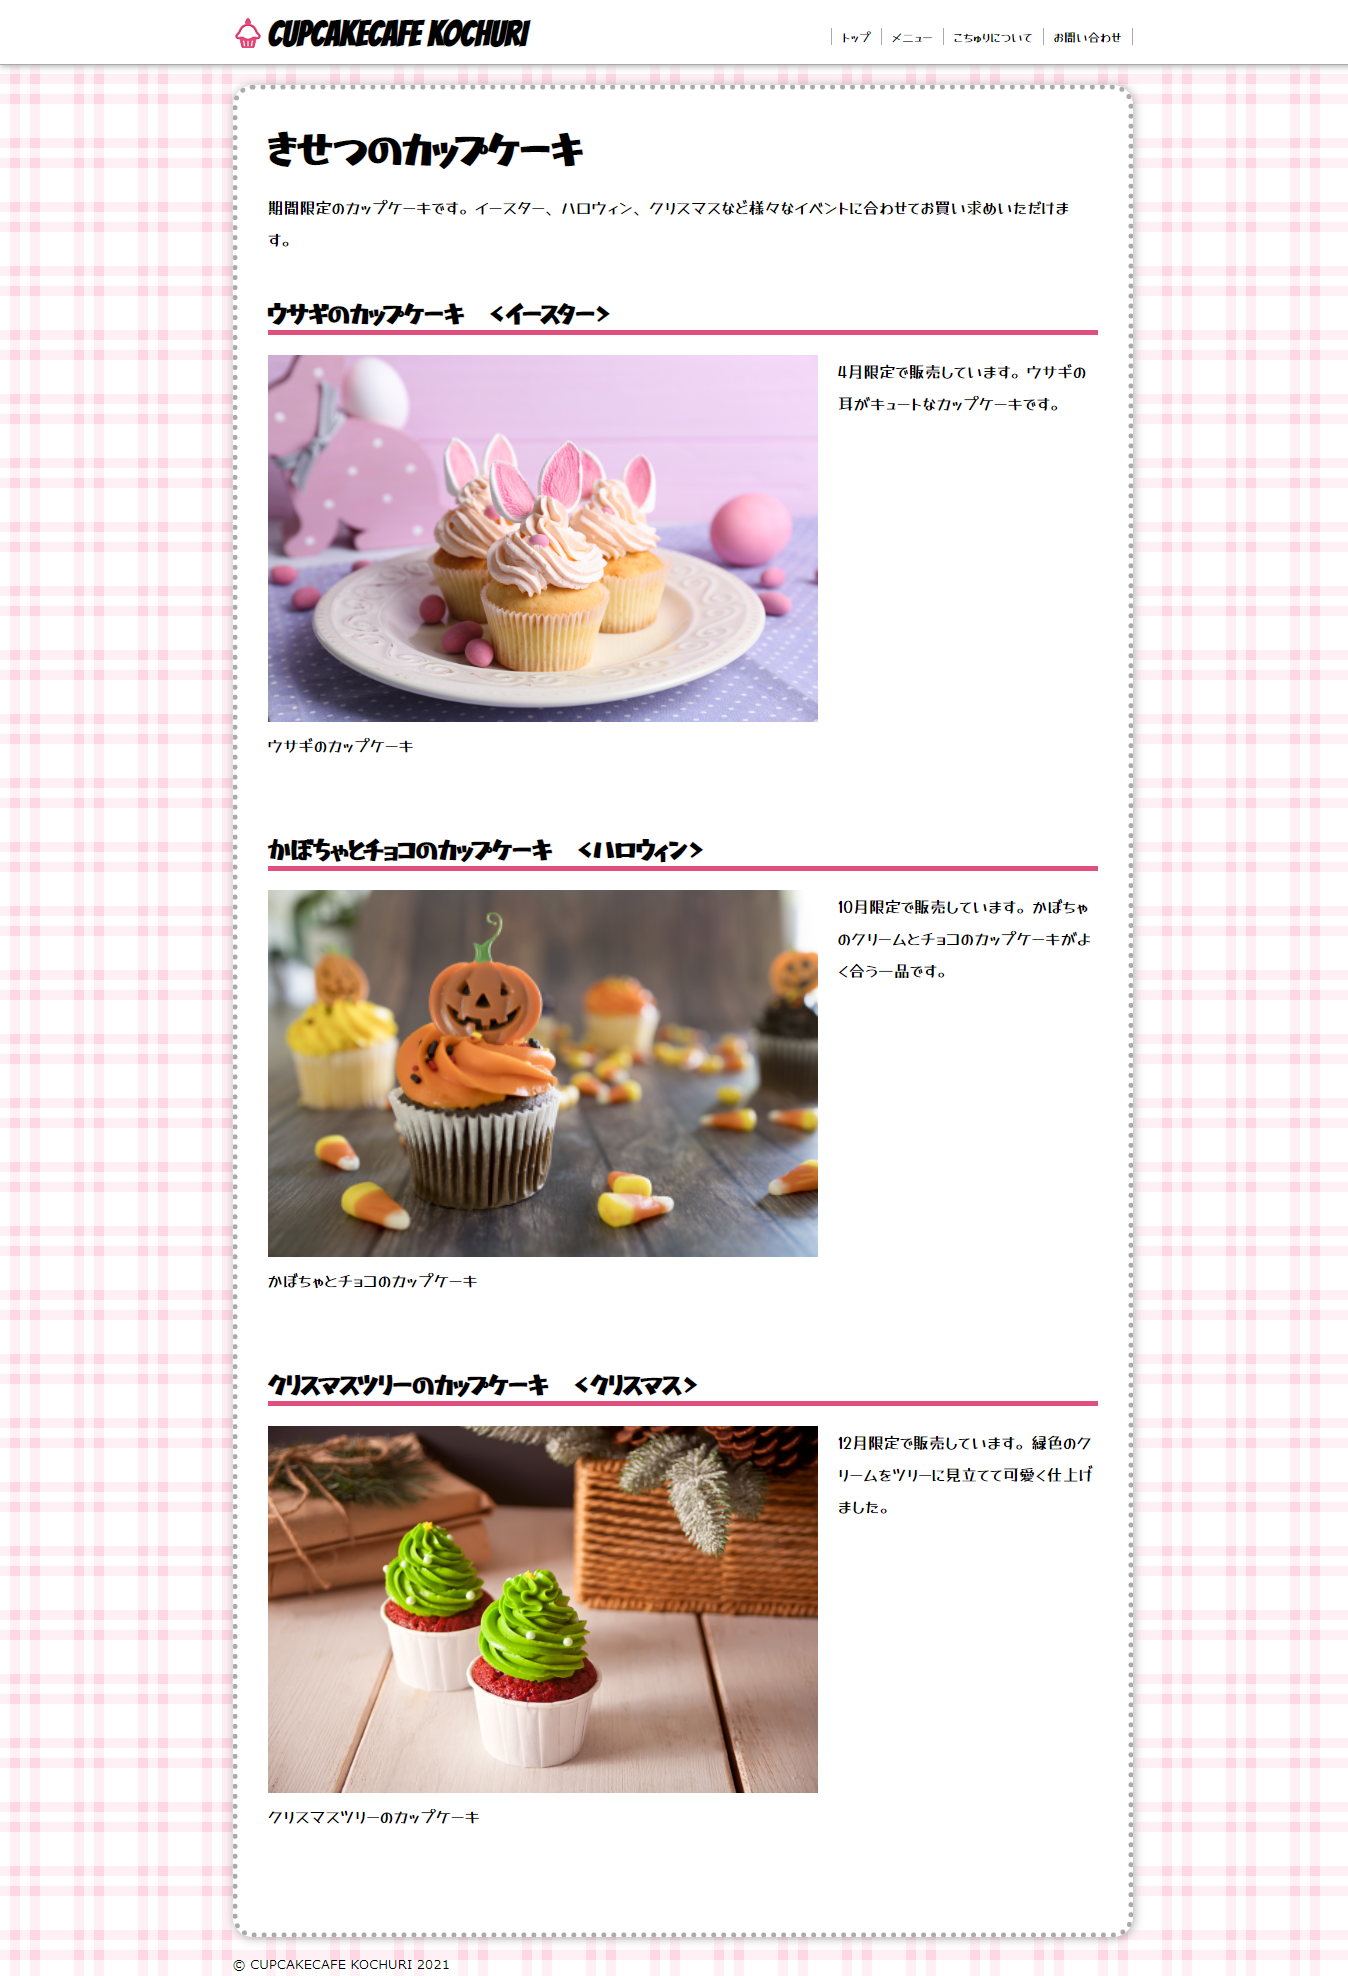 CUPCAKECAFE KOCHURI
トップ
メニュー
こちゅりについて
お問い合わせ
きせつのカップケーキ
期間限定のカップケーキです。イースター、ハロウィン、クリスマスなど様々なイベントに合わせてお買い求めいただけま
す。
ウサギのカップケーキ　＜イースター＞
4月限定で販売しています。ウサギの
耳がキュートなカップケーキです。
ウサギのカップケーキ
かぼちゃとチョコのカップケーキ　＜ハロウィン＞
10月限定で販売しています。かぼちゃ
のクリームとチョコのカップケーキがよ
く合う一品です。
かぼちゃとチョコのカップケーキ
クリスマスツリーのカップケーキ　＜クリスマス＞
12月限定で販売しています。緑色のク
リームをツリーに見立てて可愛く仕上げ
ました。
クリスマスツリーのカップケーキ
© CUPCAKECAFE KOCHURI 2021